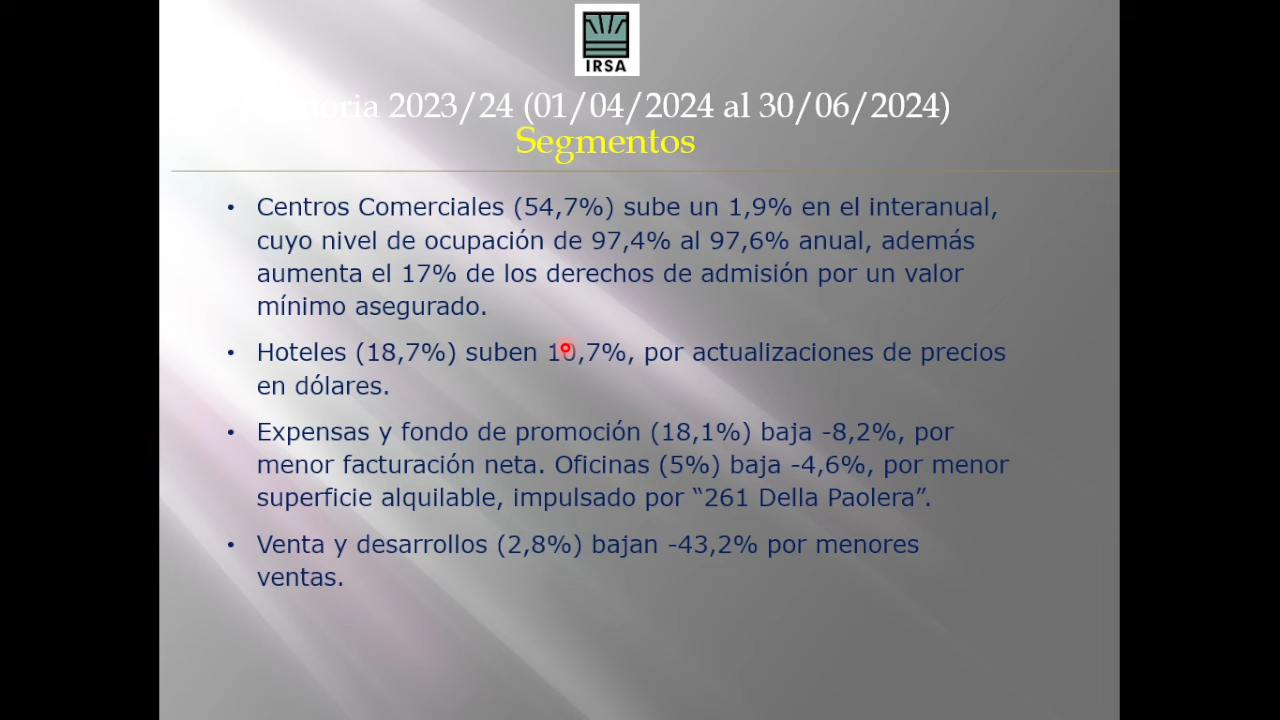 IRSA
Memoria 2023/24 (01/04/2024 al 30/06/2024)
Segmentos
• Centros Comerciales (54,7%) sube un 1,9% en el interanual,
cuyo nivel de ocupación de 97,4% al 97,6% anual, además
aumenta el 17% de los derechos de admisión por un valor
mínimo asegurado.
• Hoteles (18,7%) suben 10,7%, por actualizaciones de precios
en dólares.
• Expensas y fondo de promoción (18,1%) baja -8,2%, por
menor facturación neta. Oficinas (5%) baja -4,6%, por menor
superficie alquilable, impulsado por “261 Della Paolera”.
• Venta y desarrollos (2,8%) bajan -43,2% por menores
ventas.